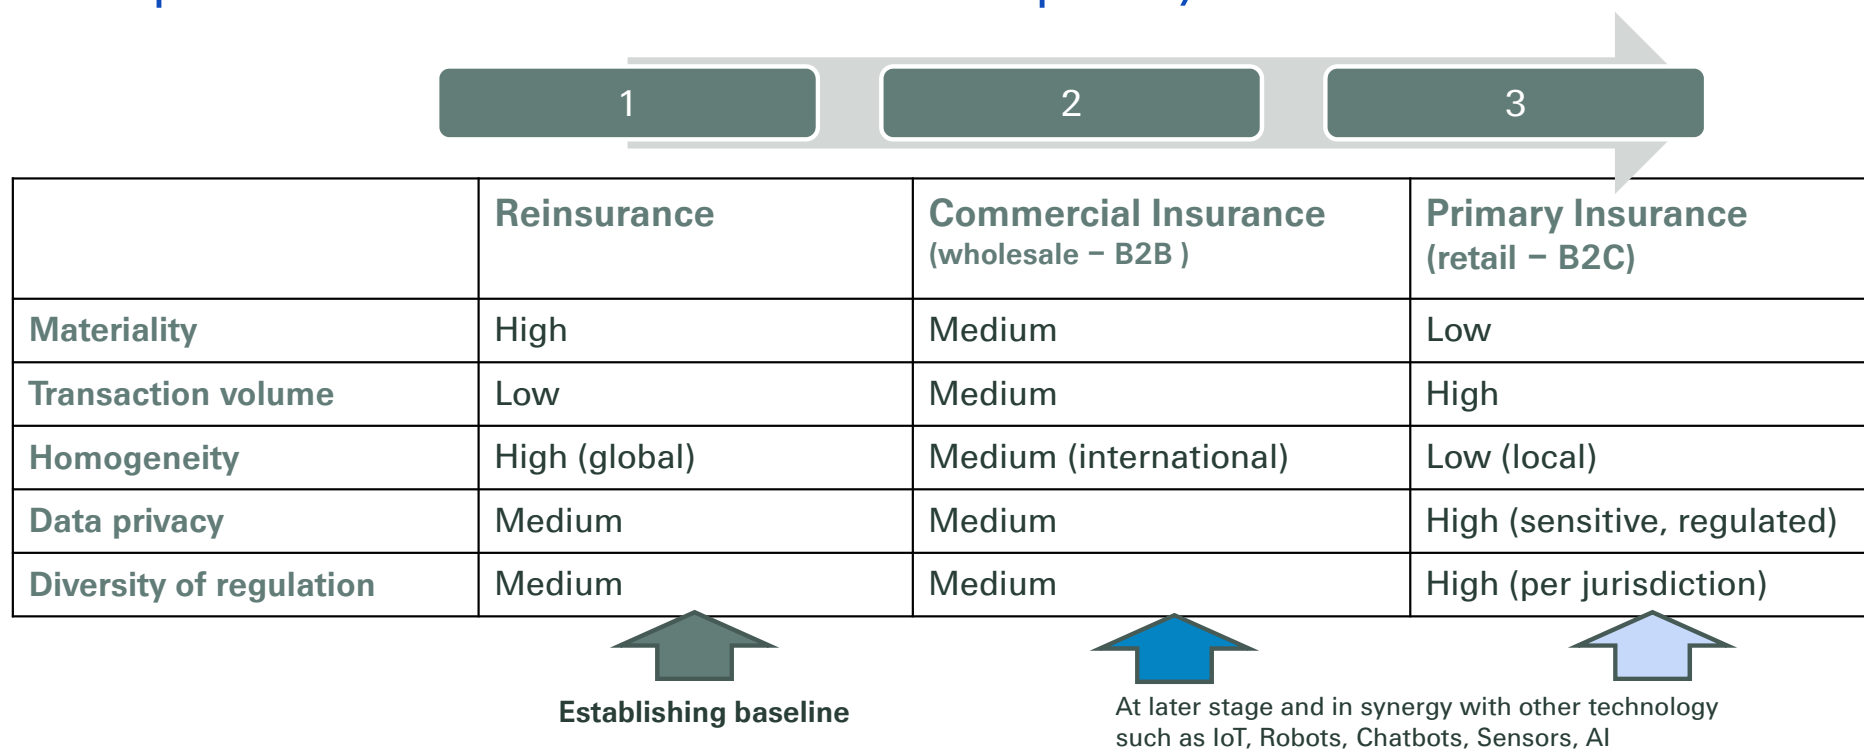 1
2
3
Reinsurance
Commercial Insurance
(wholesale – B2B )
Primary Insurance
(retail – B2C)
Materiality
High
Medium
Low
Transaction volume
Low
Medium
High
Homogeneity
High (global)
Medium (international)
Low (local)
Data privacy
Medium
Medium
High (sensitive, regulated)
Diversity of regulation
Medium
Medium
High (per jurisdiction)
Establishing baseline
At later stage and in synergy with other technology
such as IoT, Robots, Chatbots, Sensors, AI